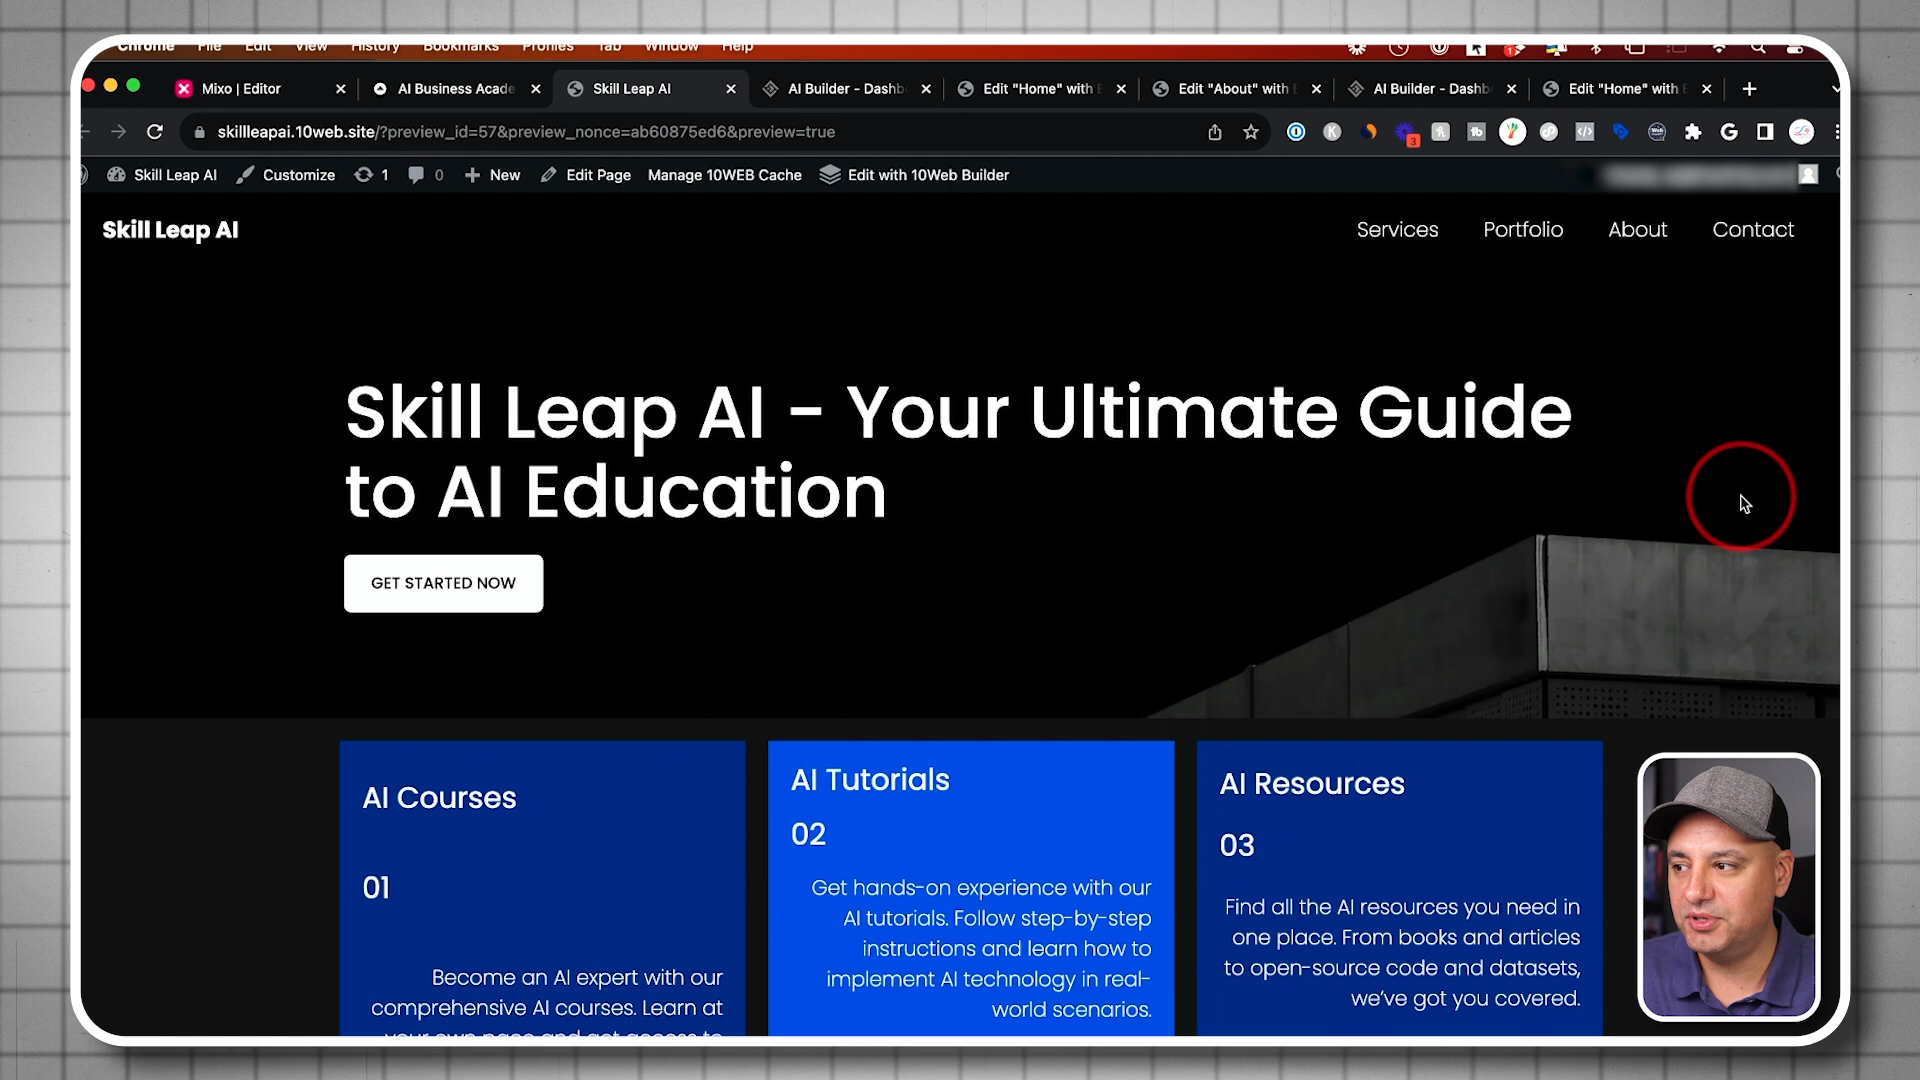 Chrome File Edit View History Bookmarks Profiles Tab Window Help
Mixo | Editor
AI Business Acade
Skill Leap AI
AI Builder - Dashb
Edit "Home" with E
Edit "About" with E
AI Builder - Dashb
Edit "Home" with E
skillleapai.10web.site/?preview_id=57&preview_nonce=ab60875ed6&preview=true
Skill Leap AI Customize 1 0 New Edit Page Manage 10WEB Cache Edit with 10Web Builder
Skill Leap AI
Services Portfolio About Contact
Skill Leap AI - Your Ultimate Guide
to AI Education
GET STARTED NOW
AI Courses
01
Become an AI expert with our
comprehensive AI courses. Learn at
your own pace and get access to
AI Tutorials
02
Get hands-on experience with our
AI tutorials. Follow step-by-step
instructions and learn how to
implement AI technology in real-
world scenarios.
AI Resources
03
Find all the AI resources you need in
one place. From books and articles
to open-source code and datasets,
we've got you covered.